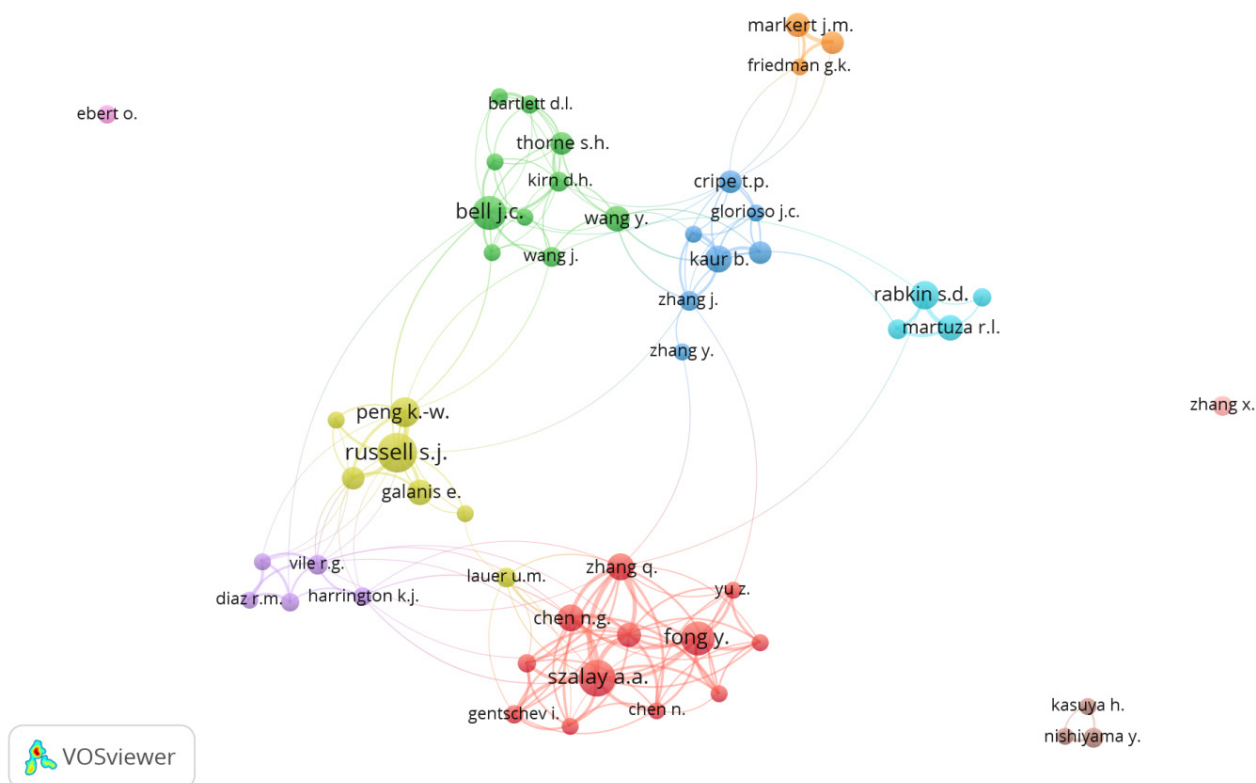 markert j.m.
friedman g.k.
ebert o.
bartlett d.l.
thorne s.h.
kirn d.h.
cripe t.p.
bell j.c.
wang y.
glorioso j.c.
wang j.
kaur b.
zhang j.
rabkin s.d.
martuza r.l.
zhang y.
zhang x.
peng k.-w.
russell s.j.
galanis e.
vile r.g.
lauer u.m.
zhang q.
diaz r.m.
harrington k.j.
yu z.
chen n.g.
fong y.
szalay a.a.
gentschev i.
chen n.
kasuya h.
nishiyama y.
VOSviewer